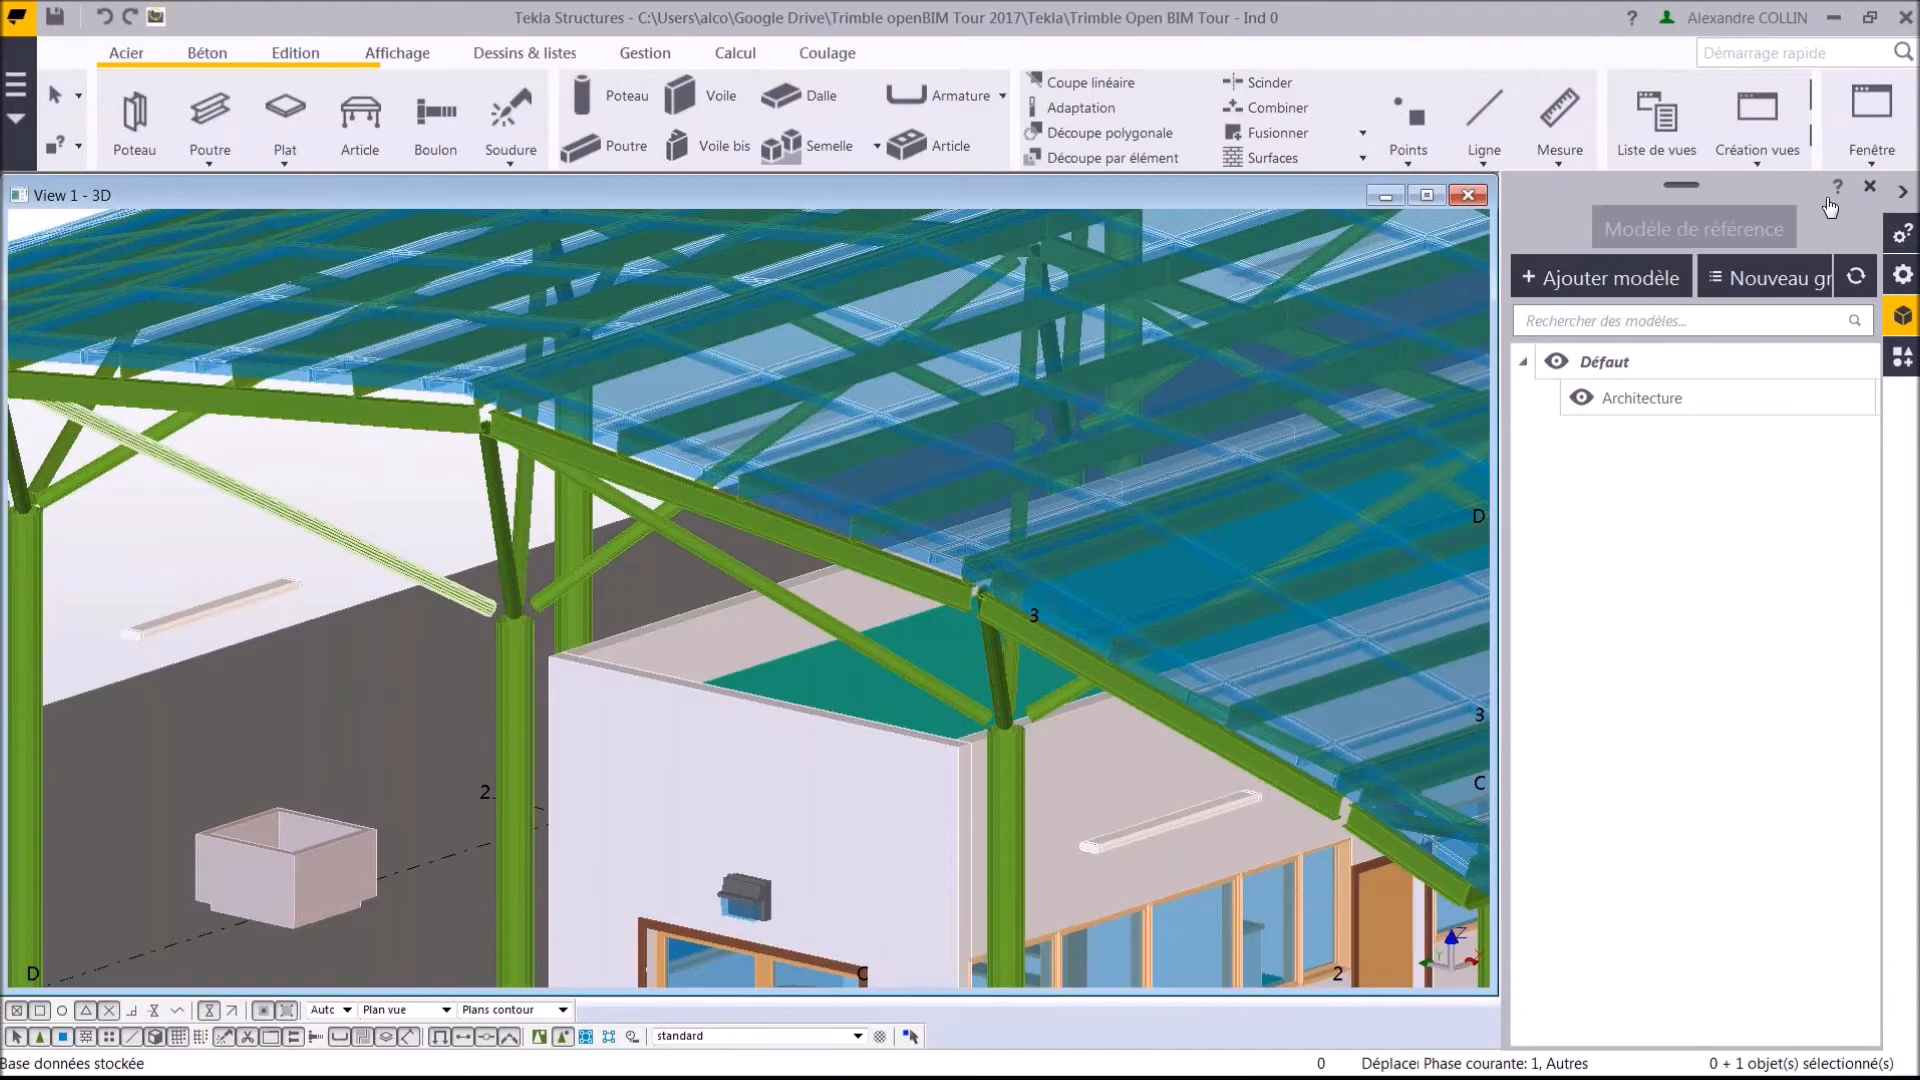 Tekla Structures - C:\Users\alco\Google Drive\Trimble openBIM Tour 2017\Tekla\Trimble Open BIM Tour - Ind 0
? Alexandre COLLIN
Acier Béton Edition Affichage Dessins & listes Gestion Calcul Coulage
Démarrage rapide
Poteau Poutre Plat Article Boulon Soudure
Poteau Voile Dalle Armature
Poutre Voile bis Semelle Article
Coupe linéaire Scinder
Adaptation Combiner
Découpe polygonale Fusionner
Découpe par élément Surfaces
Points Ligne Mesure Liste de vues Création vues Fenêtre
View 1 - 3D
?
Modèle de référence
+ Ajouter modèle Nouveau gr
Rechercher des modèles...
Défaut
Architecture
D
3
3
C
2
D
C
2
Z
Auto Plan vue Plans contour
standard
Base données stockée
0 Déplacer Phase courante: 1, Autres 0 + 1 objet(s) sélectionné(s)